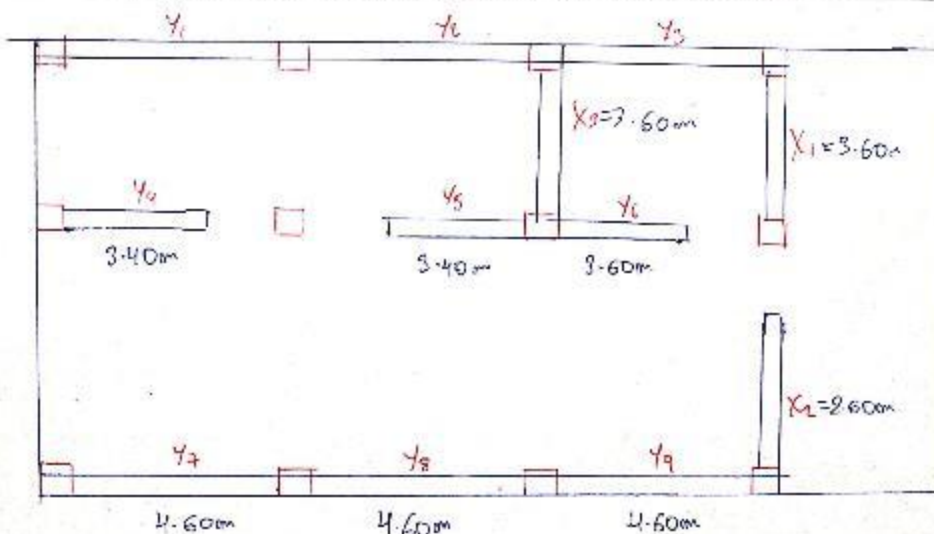 Y1 Y2 Y3
X3=3.60m
X1=3.60m
Y4 Y5 Y6
3.40m 3.40m 3.60m
X2=2.60m
Y7 Y8 Y9
4.60m 4.60m 4.60m